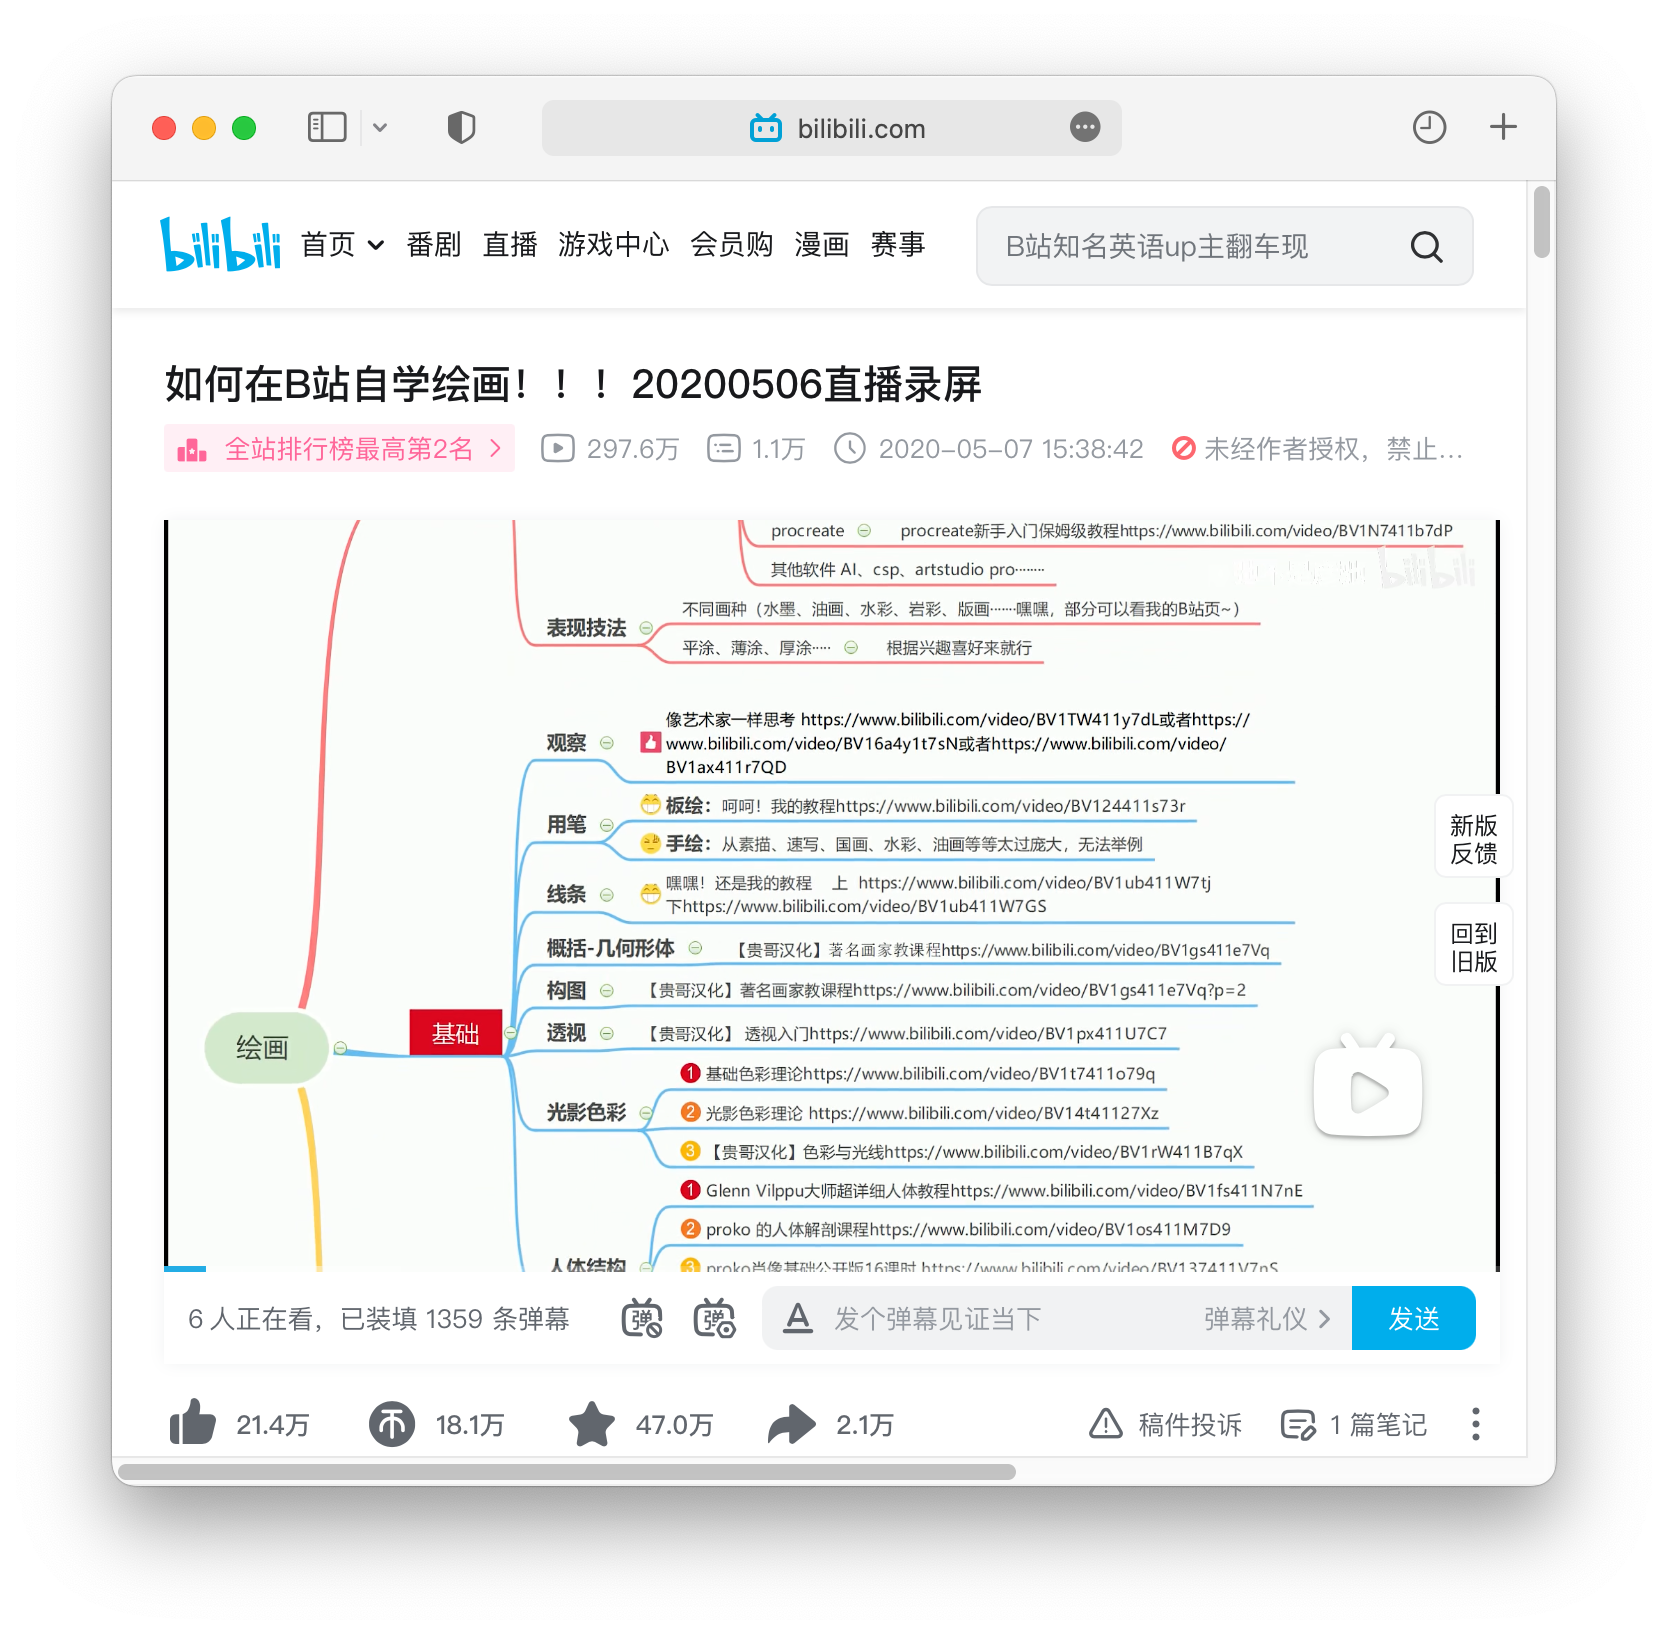 bilibili.com
bilibili 首页 番剧 直播 游戏中心 会员购 漫画 赛事 B站知名英语up主翻车现
如何在B站自学绘画！！！20200506直播录屏
全站排行榜最高第2名 297.6万 1.1万 2020-05-07 15:38:42 未经作者授权，禁止…
procreate procreate新手入门保姆级教程https://www.bilibili.com/video/BV1N7411b7dP
其他软件 AI、csp、artstudio pro········
bilibili
表现技法
不同画种（水墨、油画、水彩、岩彩、版画·······嘿嘿，部分可以看我的B站页~）
平涂、薄涂、厚涂····· 根据兴趣喜好来就行
观察
像艺术家一样思考 https://www.bilibili.com/video/BV1TW411y7dL或者https://
www.bilibili.com/video/BV16a4y1t7sN或者https://www.bilibili.com/video/
BV1ax411r7QD
用笔
板绘：呵呵！我的教程https://www.bilibili.com/video/BV124411s73r
手绘：从素描、速写、国画、水彩、油画等等太过庞大，无法举例
线条
嘿嘿！还是我的教程 上 https://www.bilibili.com/video/BV1ub411W7tj
下https://www.bilibili.com/video/BV1ub411W7GS
概括-几何形体 【贵哥汉化】著名画家教课程https://www.bilibili.com/video/BV1gs411e7Vq
构图 【贵哥汉化】著名画家教课程https://www.bilibili.com/video/BV1gs411e7Vq?p=2
绘画 基础
透视 【贵哥汉化】 透视入门https://www.bilibili.com/video/BV1px411U7C7
光影色彩
1 基础色彩理论https://www.bilibili.com/video/BV1t7411o79q
2 光影色彩理论 https://www.bilibili.com/video/BV14t41127Xz
3 【贵哥汉化】色彩与光线https://www.bilibili.com/video/BV1rW411B7qX
人体结构
1 Glenn Vilppu大师超详细人体教程https://www.bilibili.com/video/BV1fs411N7nE
2 proko 的人体解剖课程https://www.bilibili.com/video/BV1os411M7D9
3 proko肖像基础公开版16课时 https://www.bilibili.com/video/BV137411V7nS
新版
反馈
回到
旧版
6 人正在看，已装填 1359 条弹幕 弹 弹 A 发个弹幕见证当下 弹幕礼仪 发送
21.4万 18.1万 47.0万 2.1万 稿件投诉 1 篇笔记